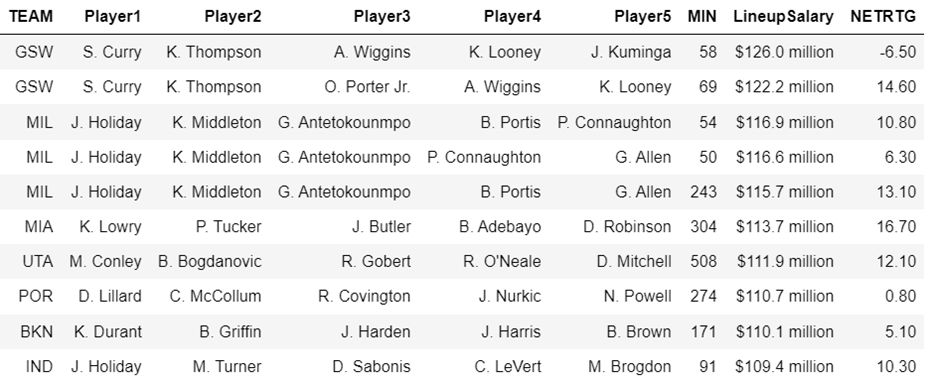 TEAM Player1 Player2 Player3 Player4 Player5 MIN LineupSalary NETRTG
GSW S. Curry K. Thompson A. Wiggins K. Looney J. Kuminga 58 $126.0 million -6.50
GSW S. Curry K. Thompson O. Porter Jr. A. Wiggins K. Looney 69 $122.2 million 14.60
MIL J. Holiday K. Middleton G. Antetokounmpo B. Portis P. Connaughton 54 $116.9 million 10.80
MIL J. Holiday K. Middleton G. Antetokounmpo P. Connaughton G. Allen 50 $116.6 million 6.30
MIL J. Holiday K. Middleton G. Antetokounmpo B. Portis G. Allen 243 $115.7 million 13.10
MIA K. Lowry P. Tucker J. Butler B. Adebayo D. Robinson 304 $113.7 million 16.70
UTA M. Conley B. Bogdanovic R. Gobert R. O'Neale D. Mitchell 508 $111.9 million 12.10
POR D. Lillard C. McCollum R. Covington J. Nurkic N. Powell 274 $110.7 million 0.80
BKN K. Durant B. Griffin J. Harden J. Harris B. Brown 171 $110.1 million 5.10
IND J. Holiday M. Turner D. Sabonis C. LeVert M. Brogdon 91 $109.4 million 10.30